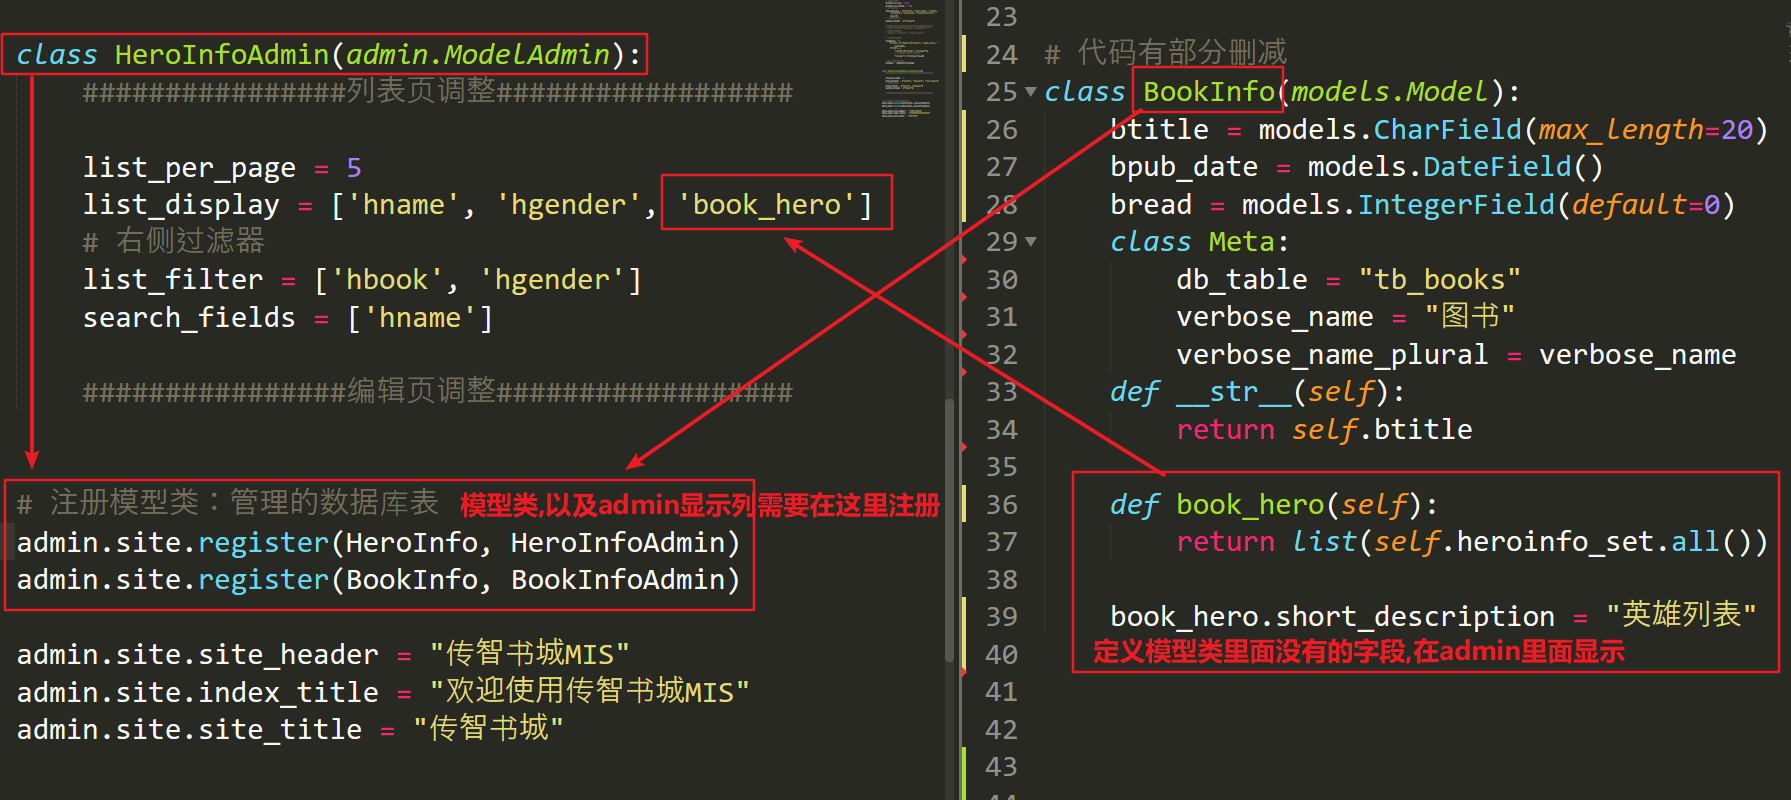 class HeroInfoAdmin(admin.ModelAdmin):
################列表页调整##################
list_per_page = 5
list_display = ['hname', 'hgender', 'book_hero']
# 右侧过滤器
list_filter = ['hbook', 'hgender']
search_fields = ['hname']
################编辑页调整##################
# 注册模型类：管理的数据库表 模型类,以及admin显示列需要在这里注册
admin.site.register(HeroInfo, HeroInfoAdmin)
admin.site.register(BookInfo, BookInfoAdmin)
admin.site.site_header = "传智书城MIS"
admin.site.index_title = "欢迎使用传智书城MIS"
admin.site.site_title = "传智书城"
23
24 # 代码有部分删减
25 class BookInfo(models.Model):
26 btitle = models.CharField(max_length=20)
27 bpub_date = models.DateField()
28 bread = models.IntegerField(default=0)
29 class Meta:
30 db_table = "tb_books"
31 verbose_name = "图书"
32 verbose_name_plural = verbose_name
33 def __str__(self):
34 return self.btitle
35
36 def book_hero(self):
37 return list(self.heroinfo_set.all())
38
39 book_hero.short_description = "英雄列表"
40 定义模型类里面没有的字段,在admin里面显示
41
42
43